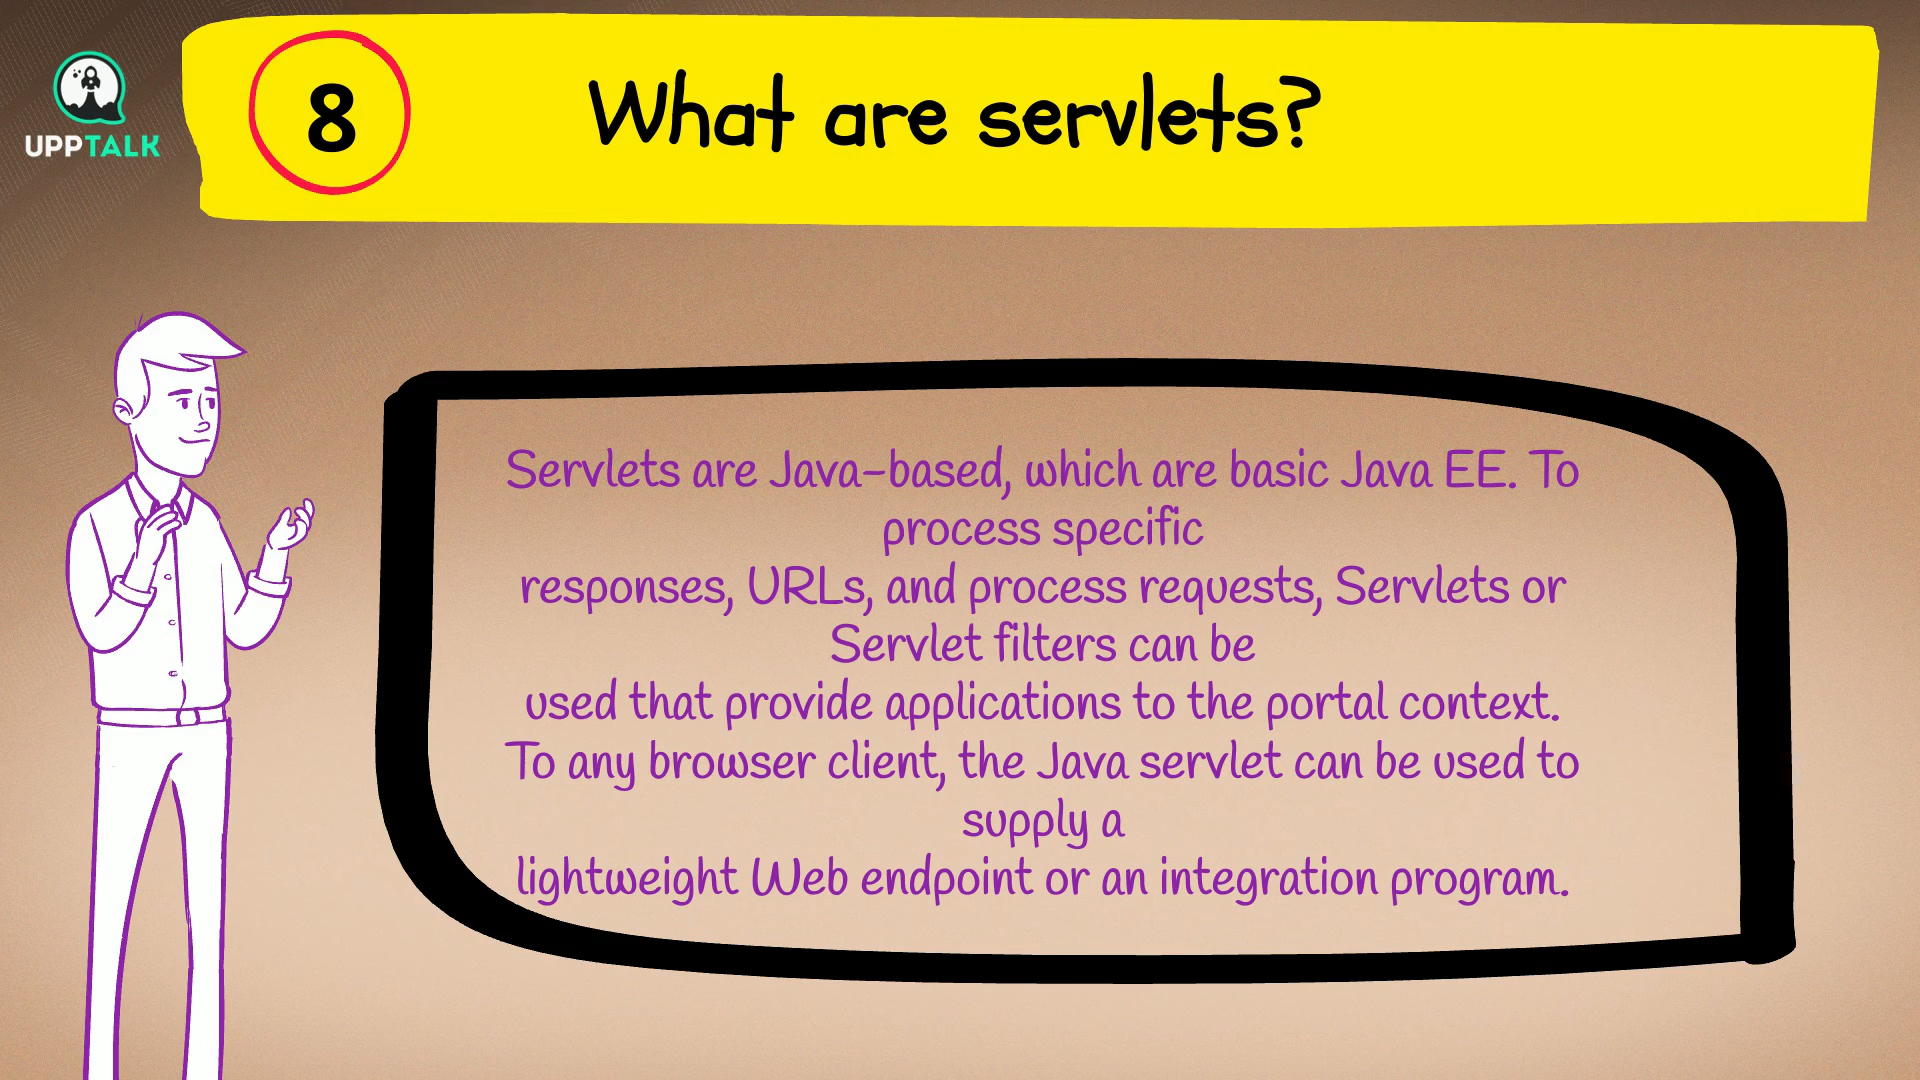 UPPTALK
8
What are servlets?
Servlets are Java-based, which are basic Java EE. To
process specific
responses, URLs, and process requests, Servlets or
Servlet filters can be
used that provide applications to the portal context.
To any browser client, the Java servlet can be used to
supply a
lightweight Web endpoint or an integration program.